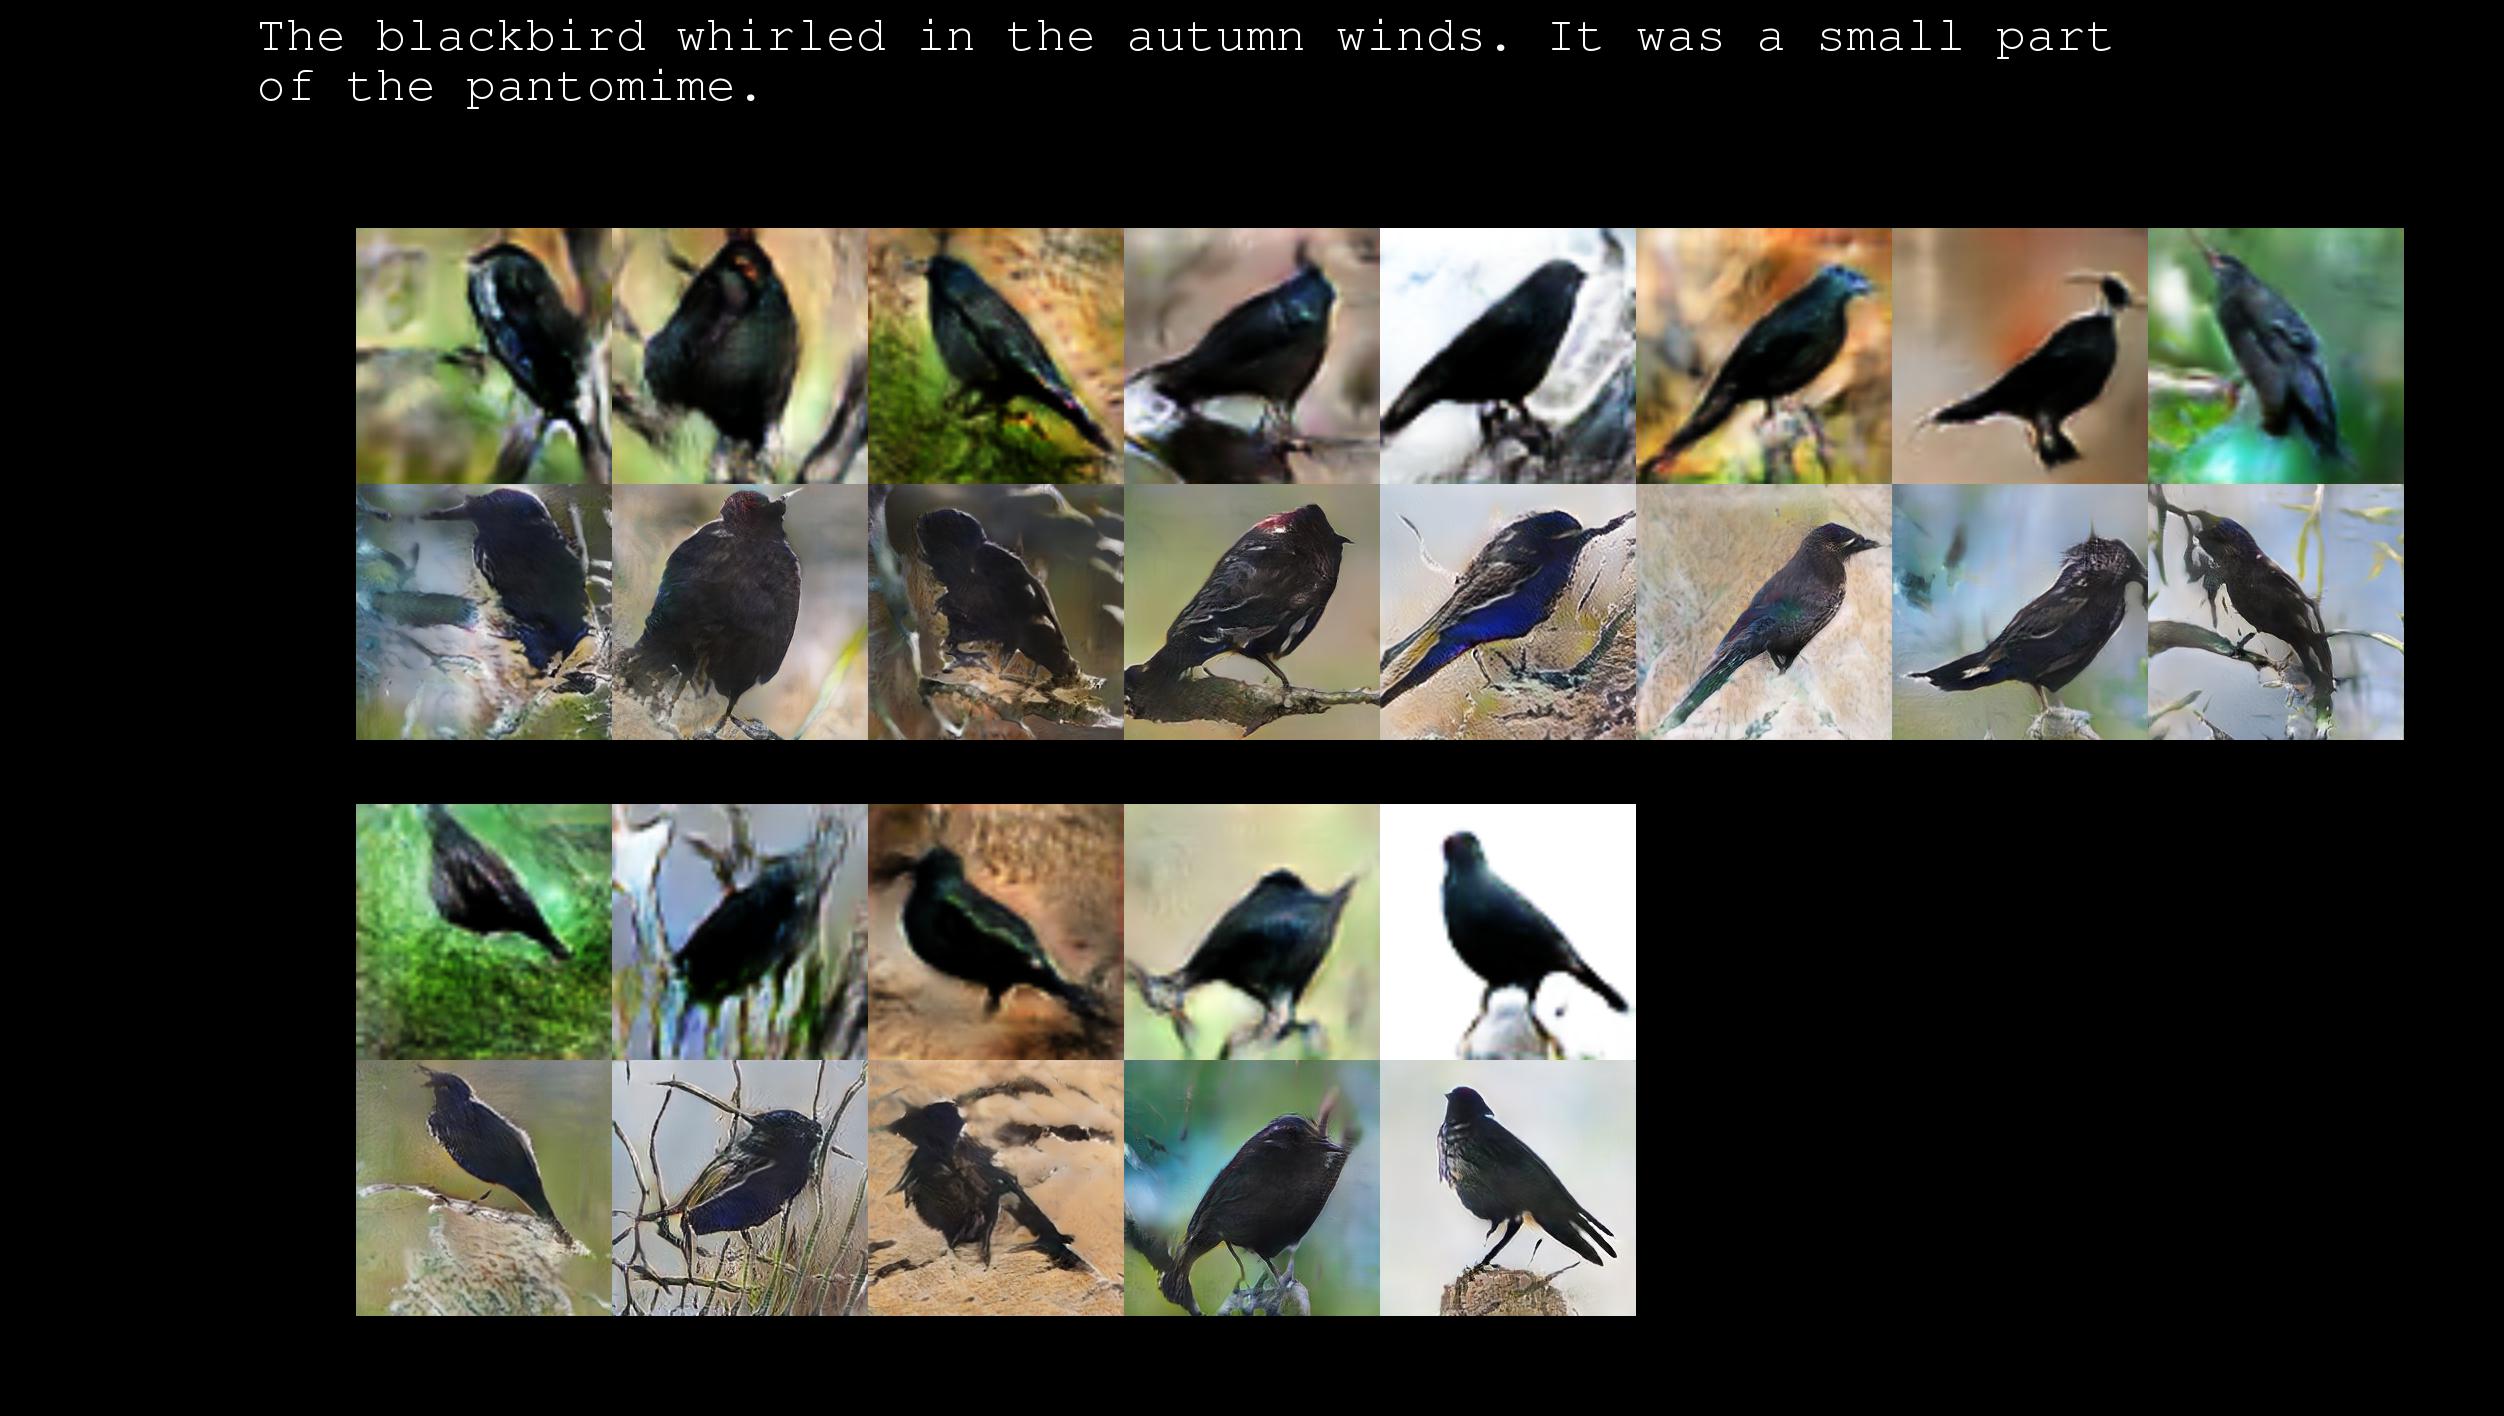 The blackbird whirled in the autumn winds. It was a small part
of the pantomime.